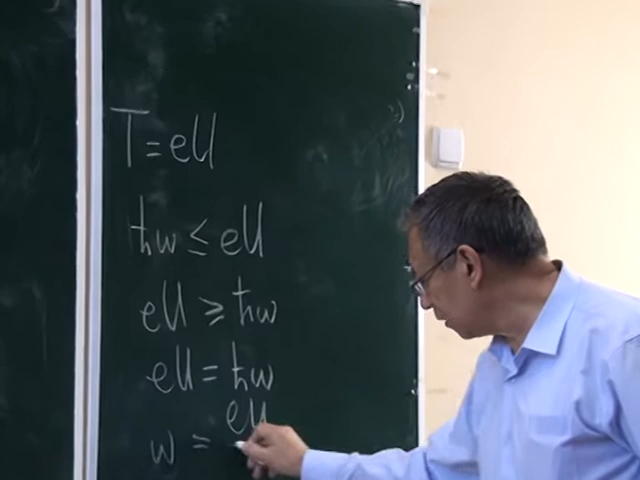 T = eU
ħω ≤ eU
eU ≥ ħω
eU = ħω
ω = eU